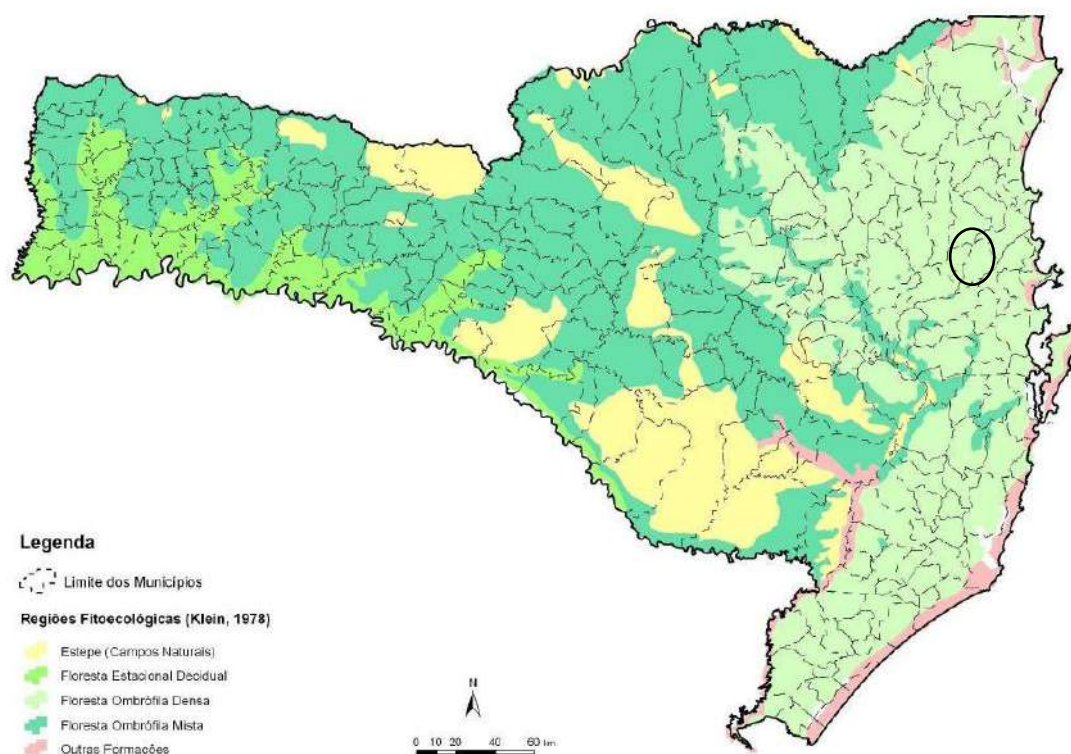 Legenda
Limite dos Municípios
Regiões Fitoecológicas (Klein, 1978)
Estepe (Campos Naturais)
Floresta Estacional Decidual
Floresta Ombrófila Densa
Floresta Ombrófila Mista
Outras Formações
N
0 10 20 40 60 km